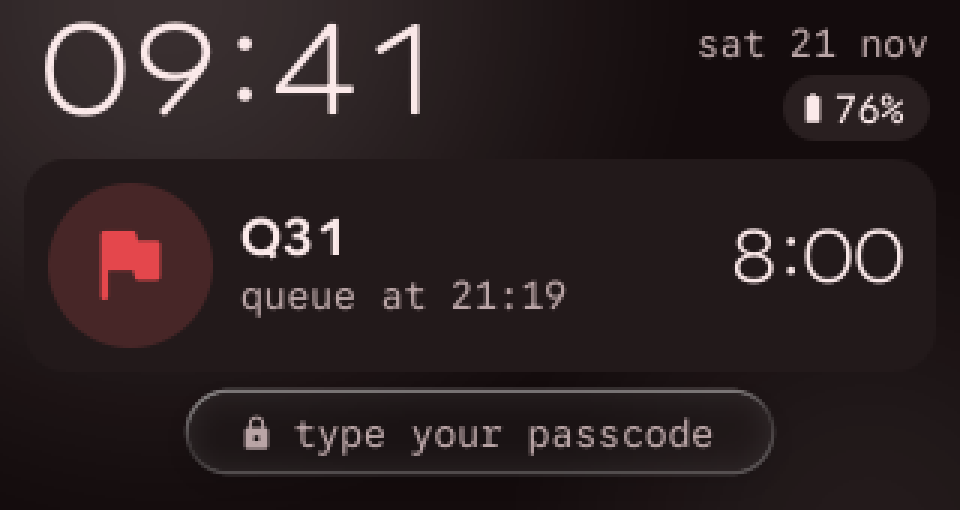 09:41
sat 21 nov
76%
Q31
queue at 21:19
8:00
type your passcode